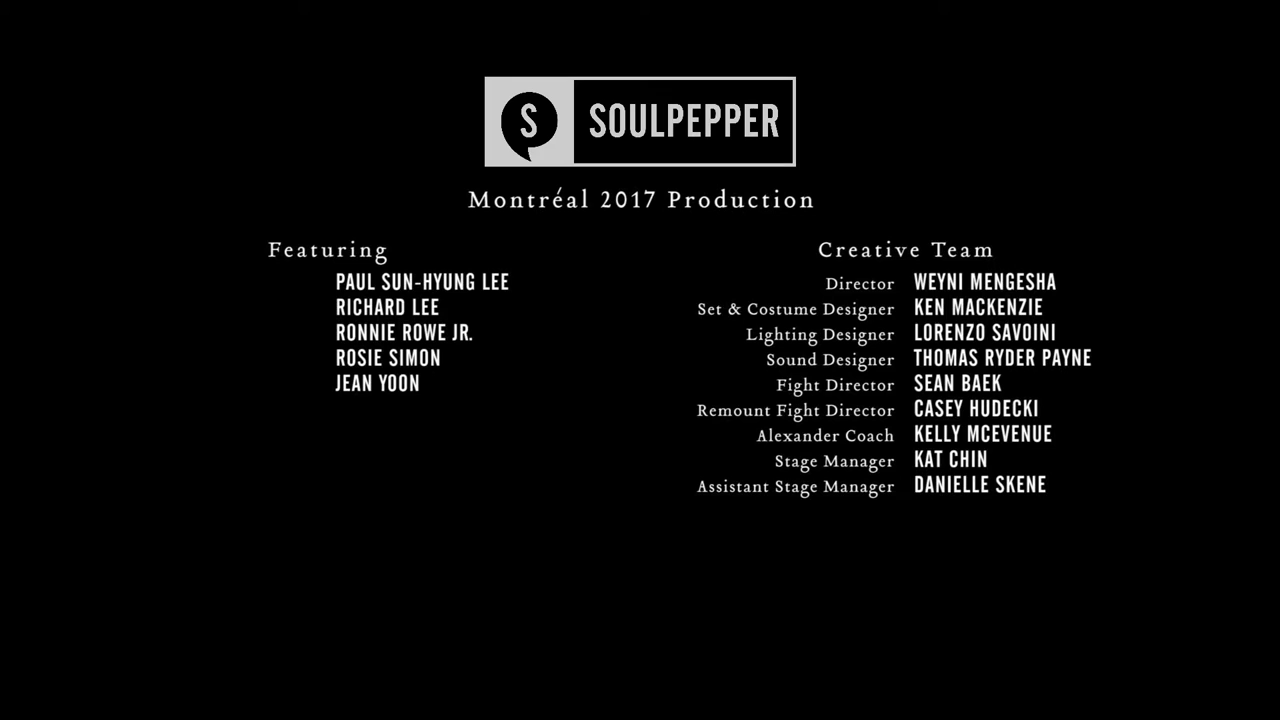 S SOULPEPPER
Montréal 2017 Production
Featuring
PAUL SUN-HYUNG LEE
RICHARD LEE
RONNIE ROWE JR.
ROSIE SIMON
JEAN YOON
Creative Team
Director WEYNI MENGESHA
Set & Costume Designer KEN MACKENZIE
Lighting Designer LORENZO SAVOINI
Sound Designer THOMAS RYDER PAYNE
Fight Director SEAN BAEK
Remount Fight Director CASEY HUDECKI
Alexander Coach KELLY MCEVENUE
Stage Manager KAT CHIN
Assistant Stage Manager DANIELLE SKENE